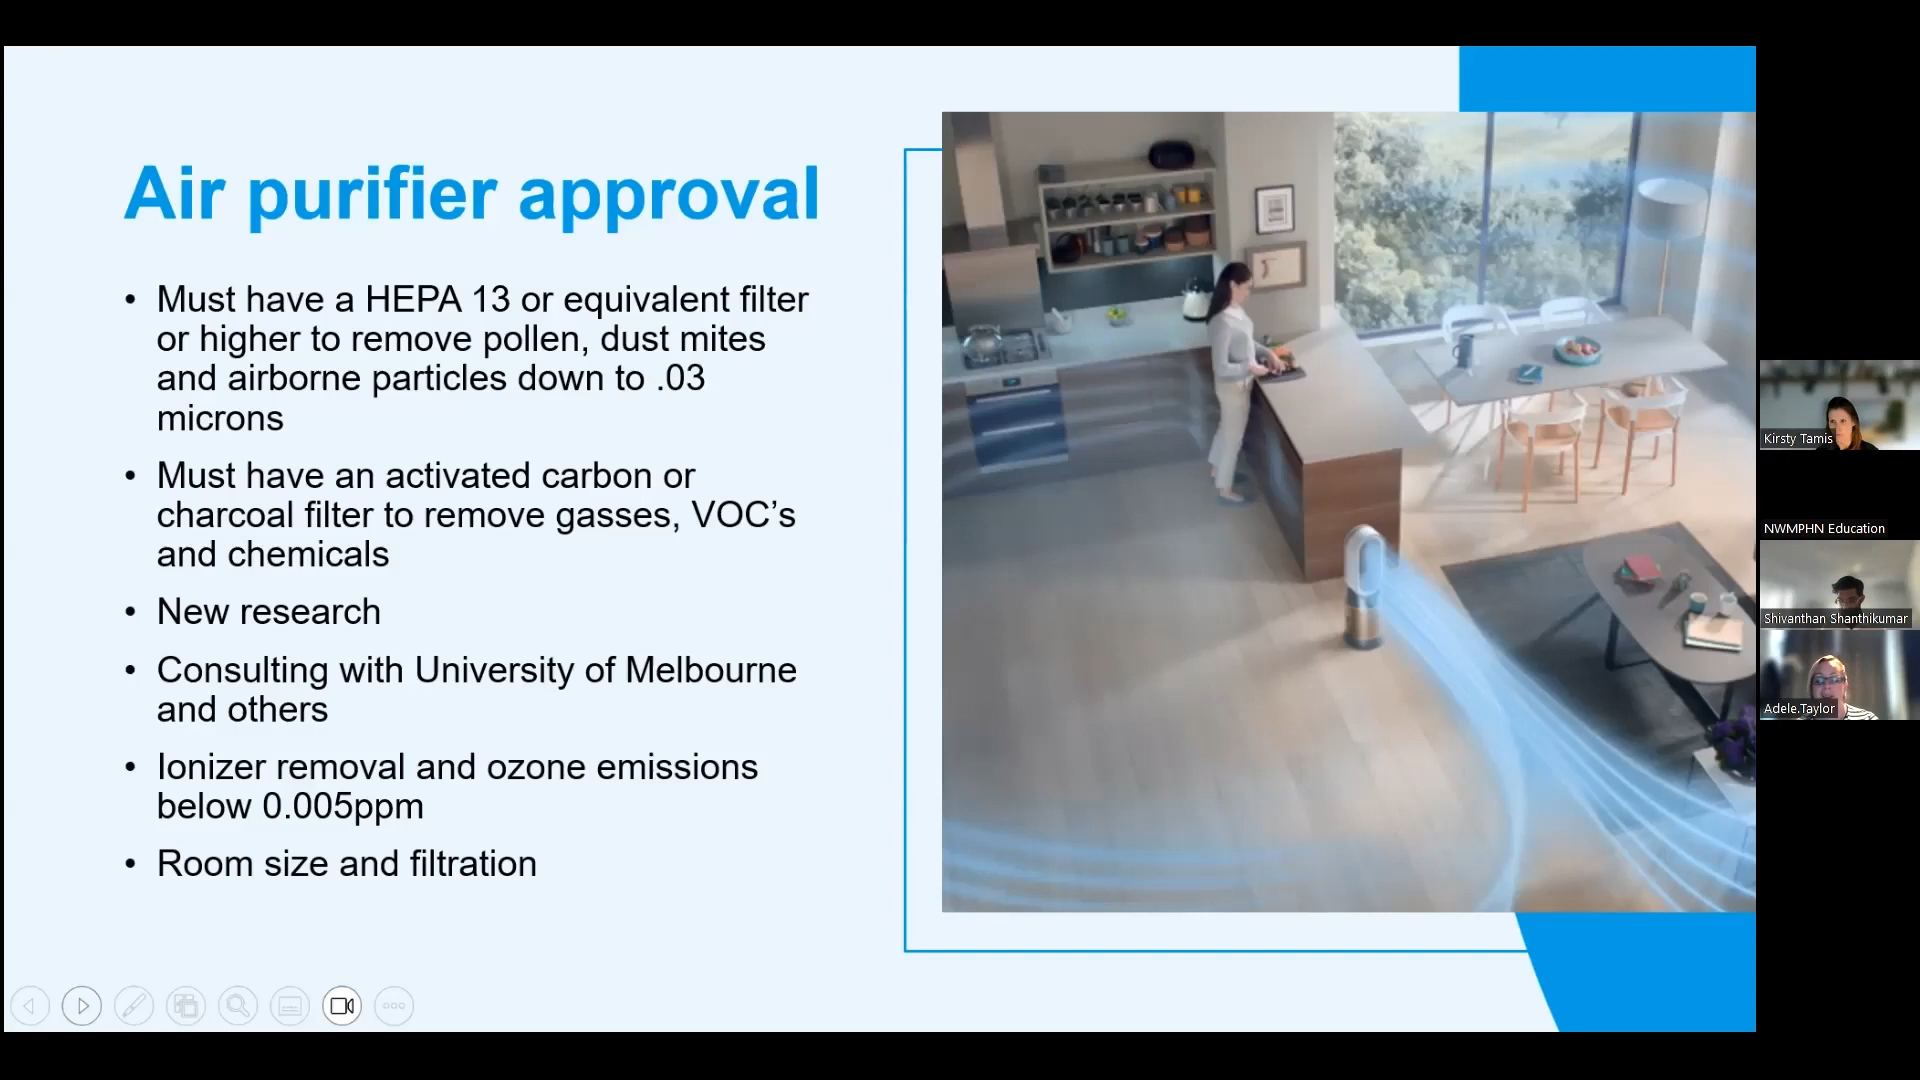 Air purifier approval
• Must have a HEPA 13 or equivalent filter
or higher to remove pollen, dust mites
and airborne particles down to .03
microns
• Must have an activated carbon or
charcoal filter to remove gasses, VOC’s
and chemicals
• New research
• Consulting with University of Melbourne
and others
• Ionizer removal and ozone emissions
below 0.005ppm
• Room size and filtration
Kirsty Tamis
NWMPHN Education
Shivanthan Shanthikumar
Adele.Taylor